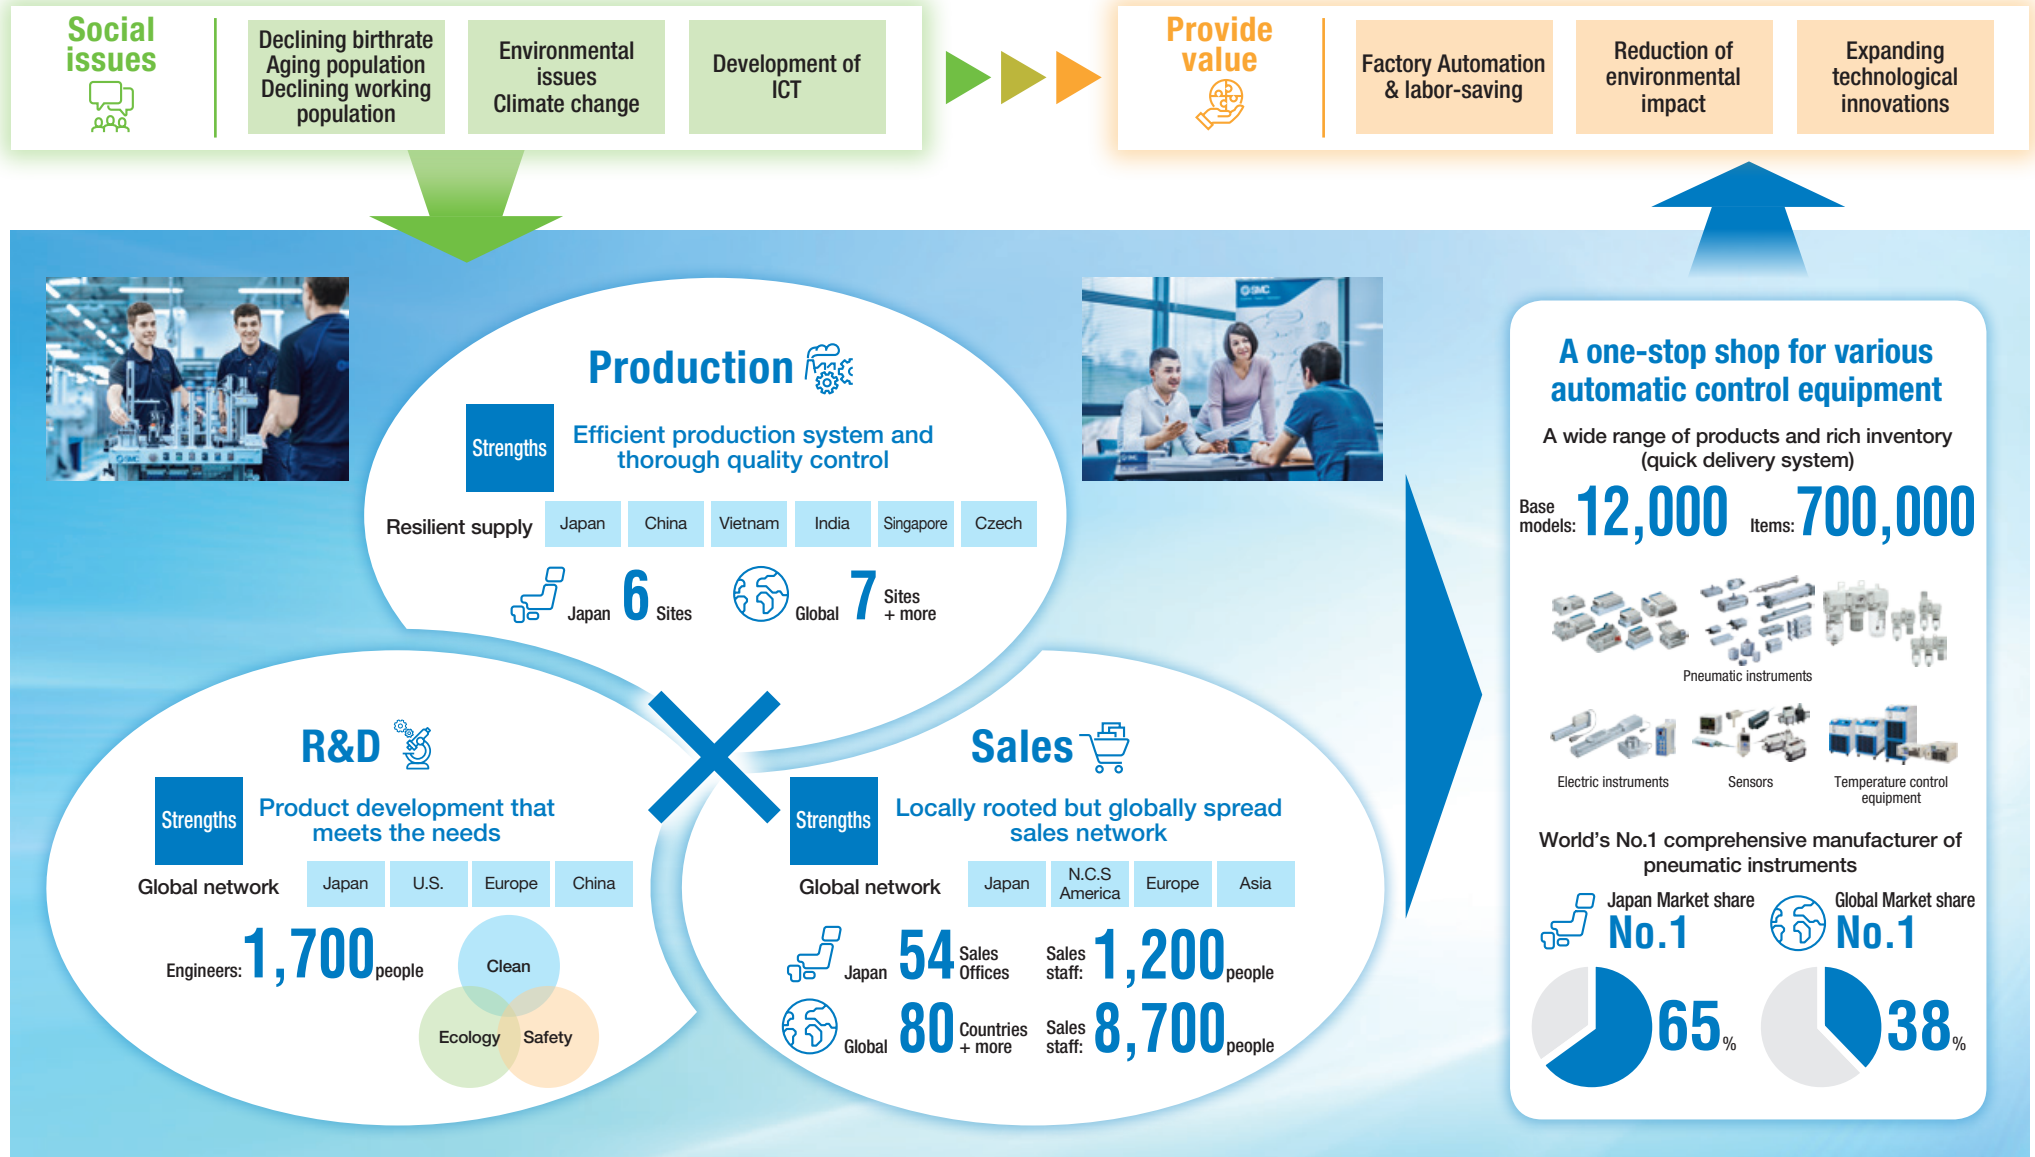 Social
issues
Declining birthrate
Aging population
Declining working
population
Environmental
issues
Climate change
Development of
ICT
Provide
value
Factory Automation
& labor-saving
Reduction of
environmental
impact
Expanding
technological
innovations
Production
Strengths
Efficient production system and
thorough quality control
Resilient supply
Japan
China
Vietnam
India
Singapore
Czech
Japan 6 Sites
Global 7 Sites
+ more
SMC
SMC
R&D
Strengths
Product development that
meets the needs
Global network
Japan
U.S.
Europe
China
Engineers: 1,700 people
Clean
Ecology
Safety
Sales
Strengths
Locally rooted but globally spread
sales network
Global network
Japan
N.C.S
America
Europe
Asia
Japan 54 Sales
Offices
Sales
staff: 1,200 people
Global 80 Countries
+ more
Sales
staff: 8,700 people
A one-stop shop for various
automatic control equipment
A wide range of products and rich inventory
(quick delivery system)
Base
models: 12,000
Items: 700,000
Pneumatic instruments
Electric instruments
Sensors
Temperature control
equipment
World's No.1 comprehensive manufacturer of
pneumatic instruments
Japan Market share
No.1
Global Market share
No.1
65%
38%